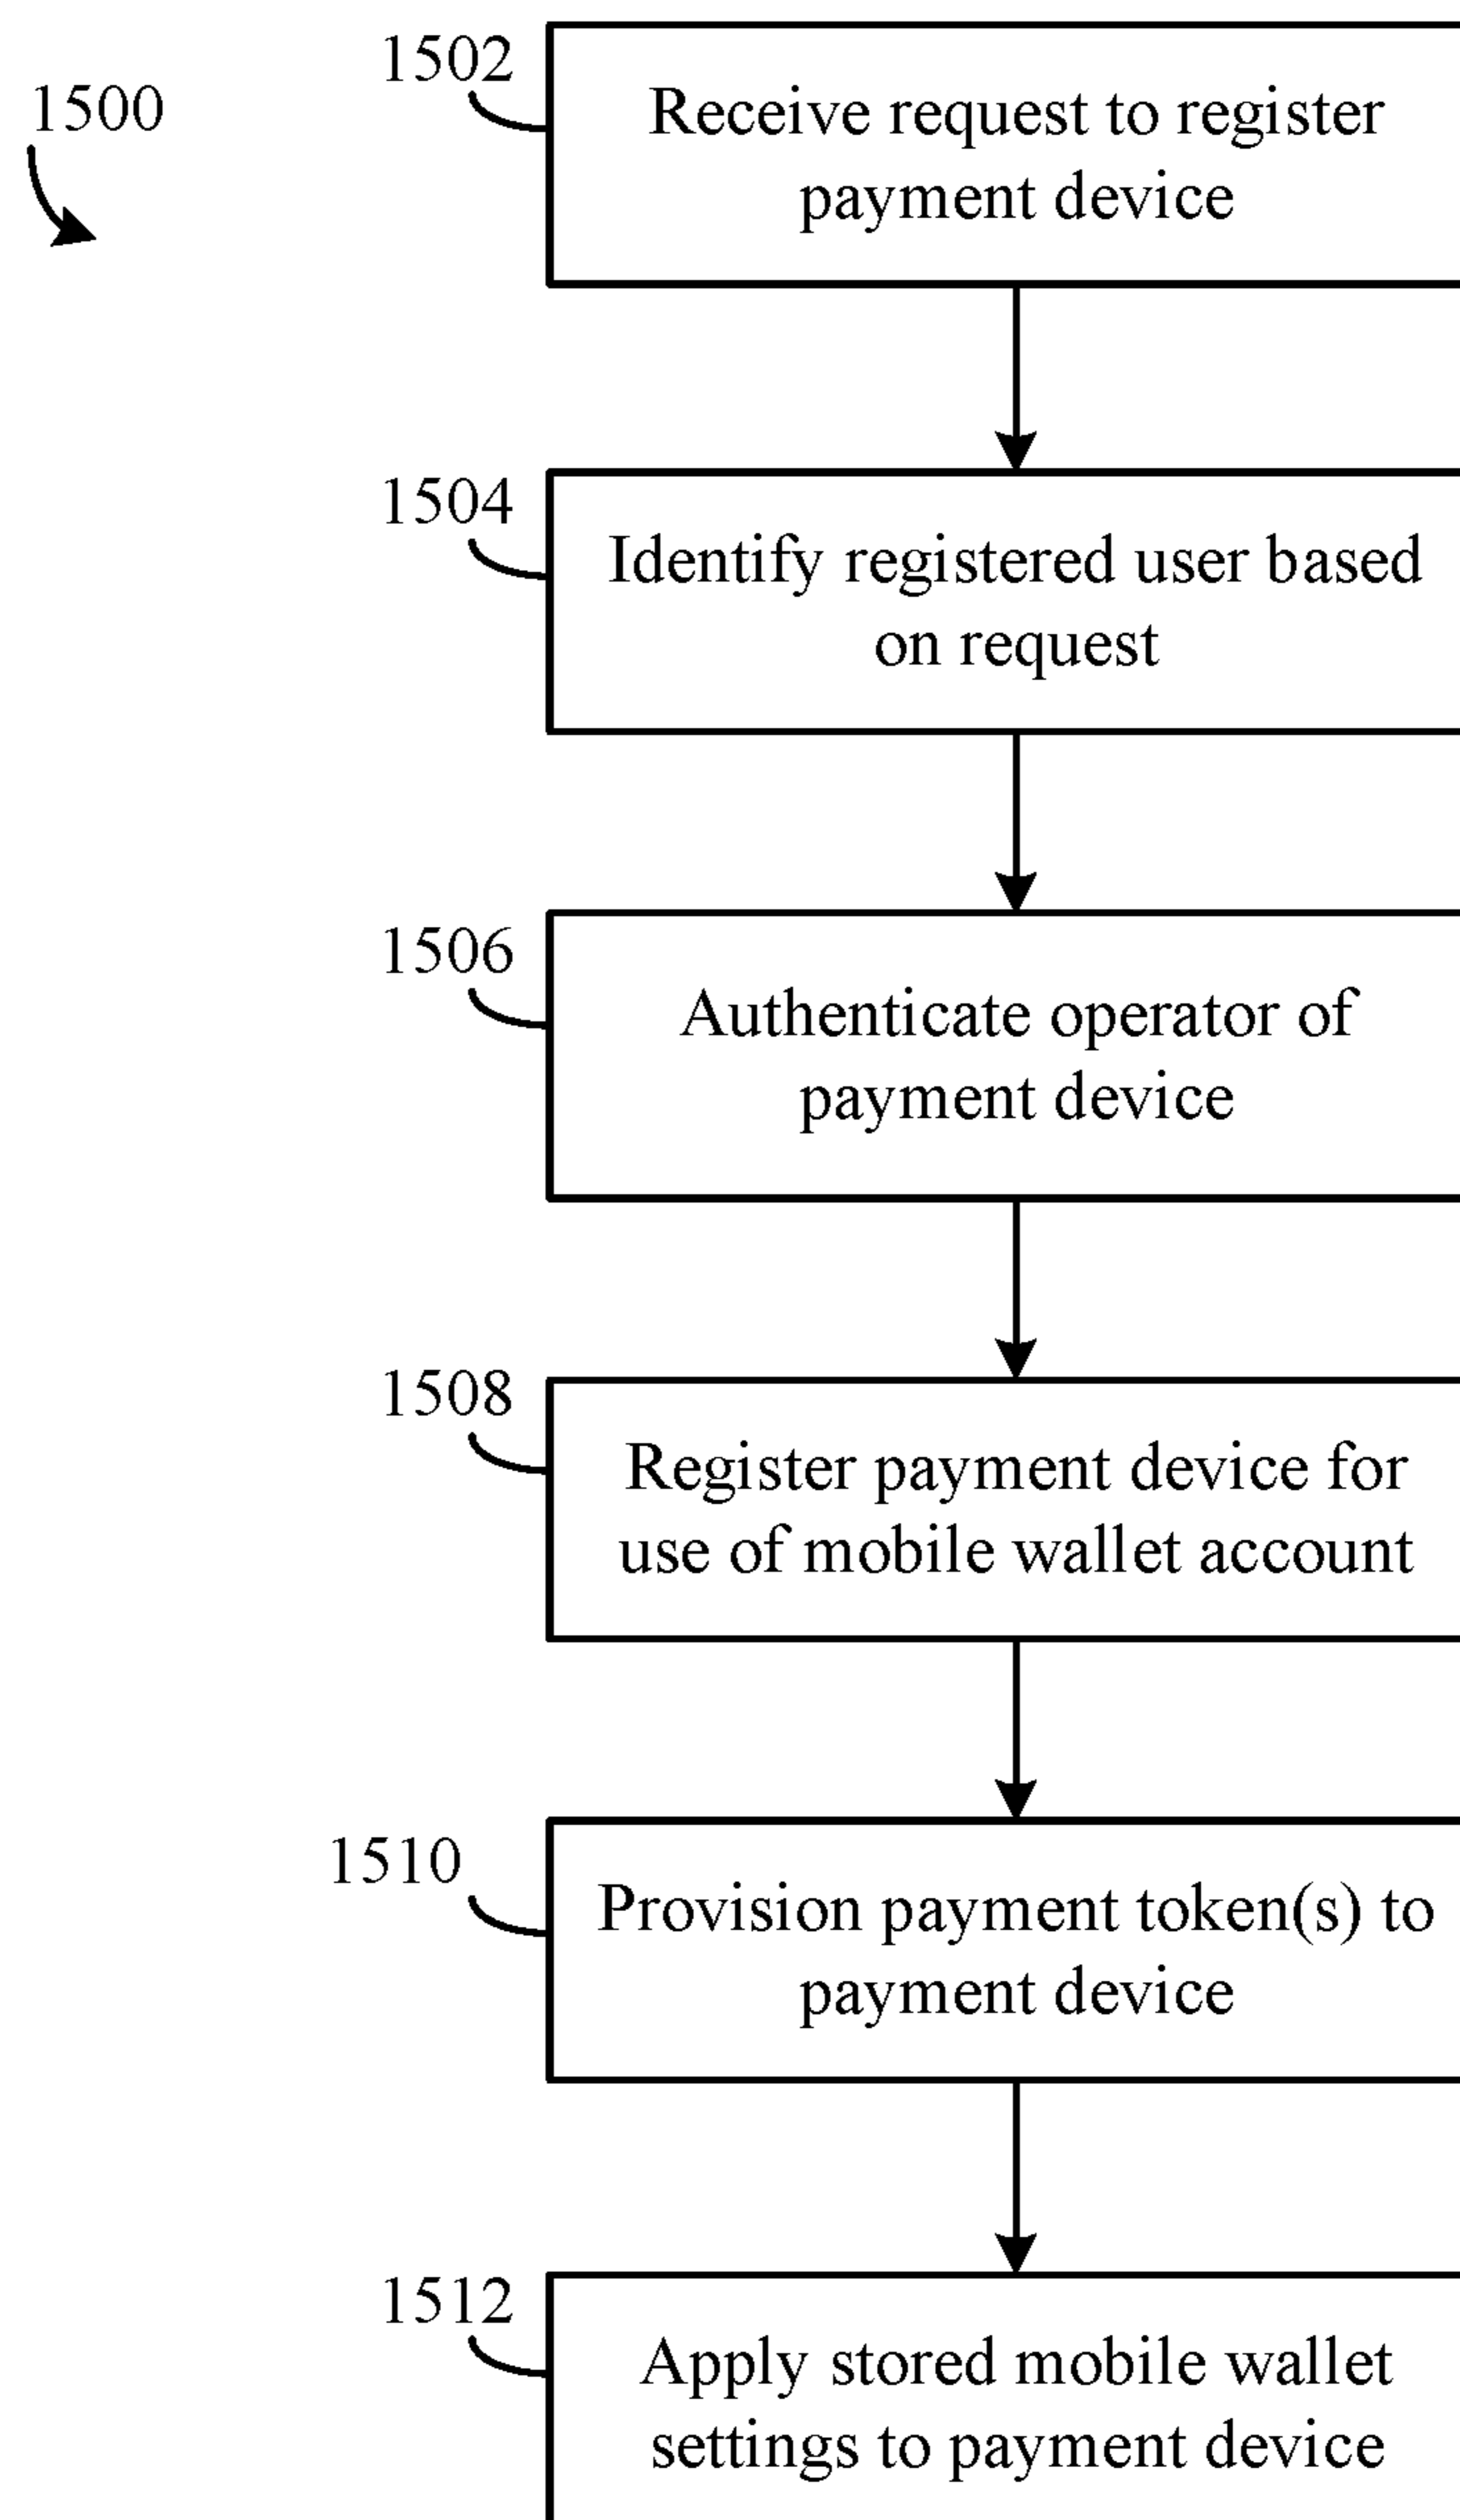 1500
1502
Receive request to register
payment device
1504
Identify registered user based
on request
1506
Authenticate operator of
payment device
1508
Register payment device for
use of mobile wallet account
1510
Provision payment token(s) to
payment device
1512
Apply stored mobile wallet
settings to payment device